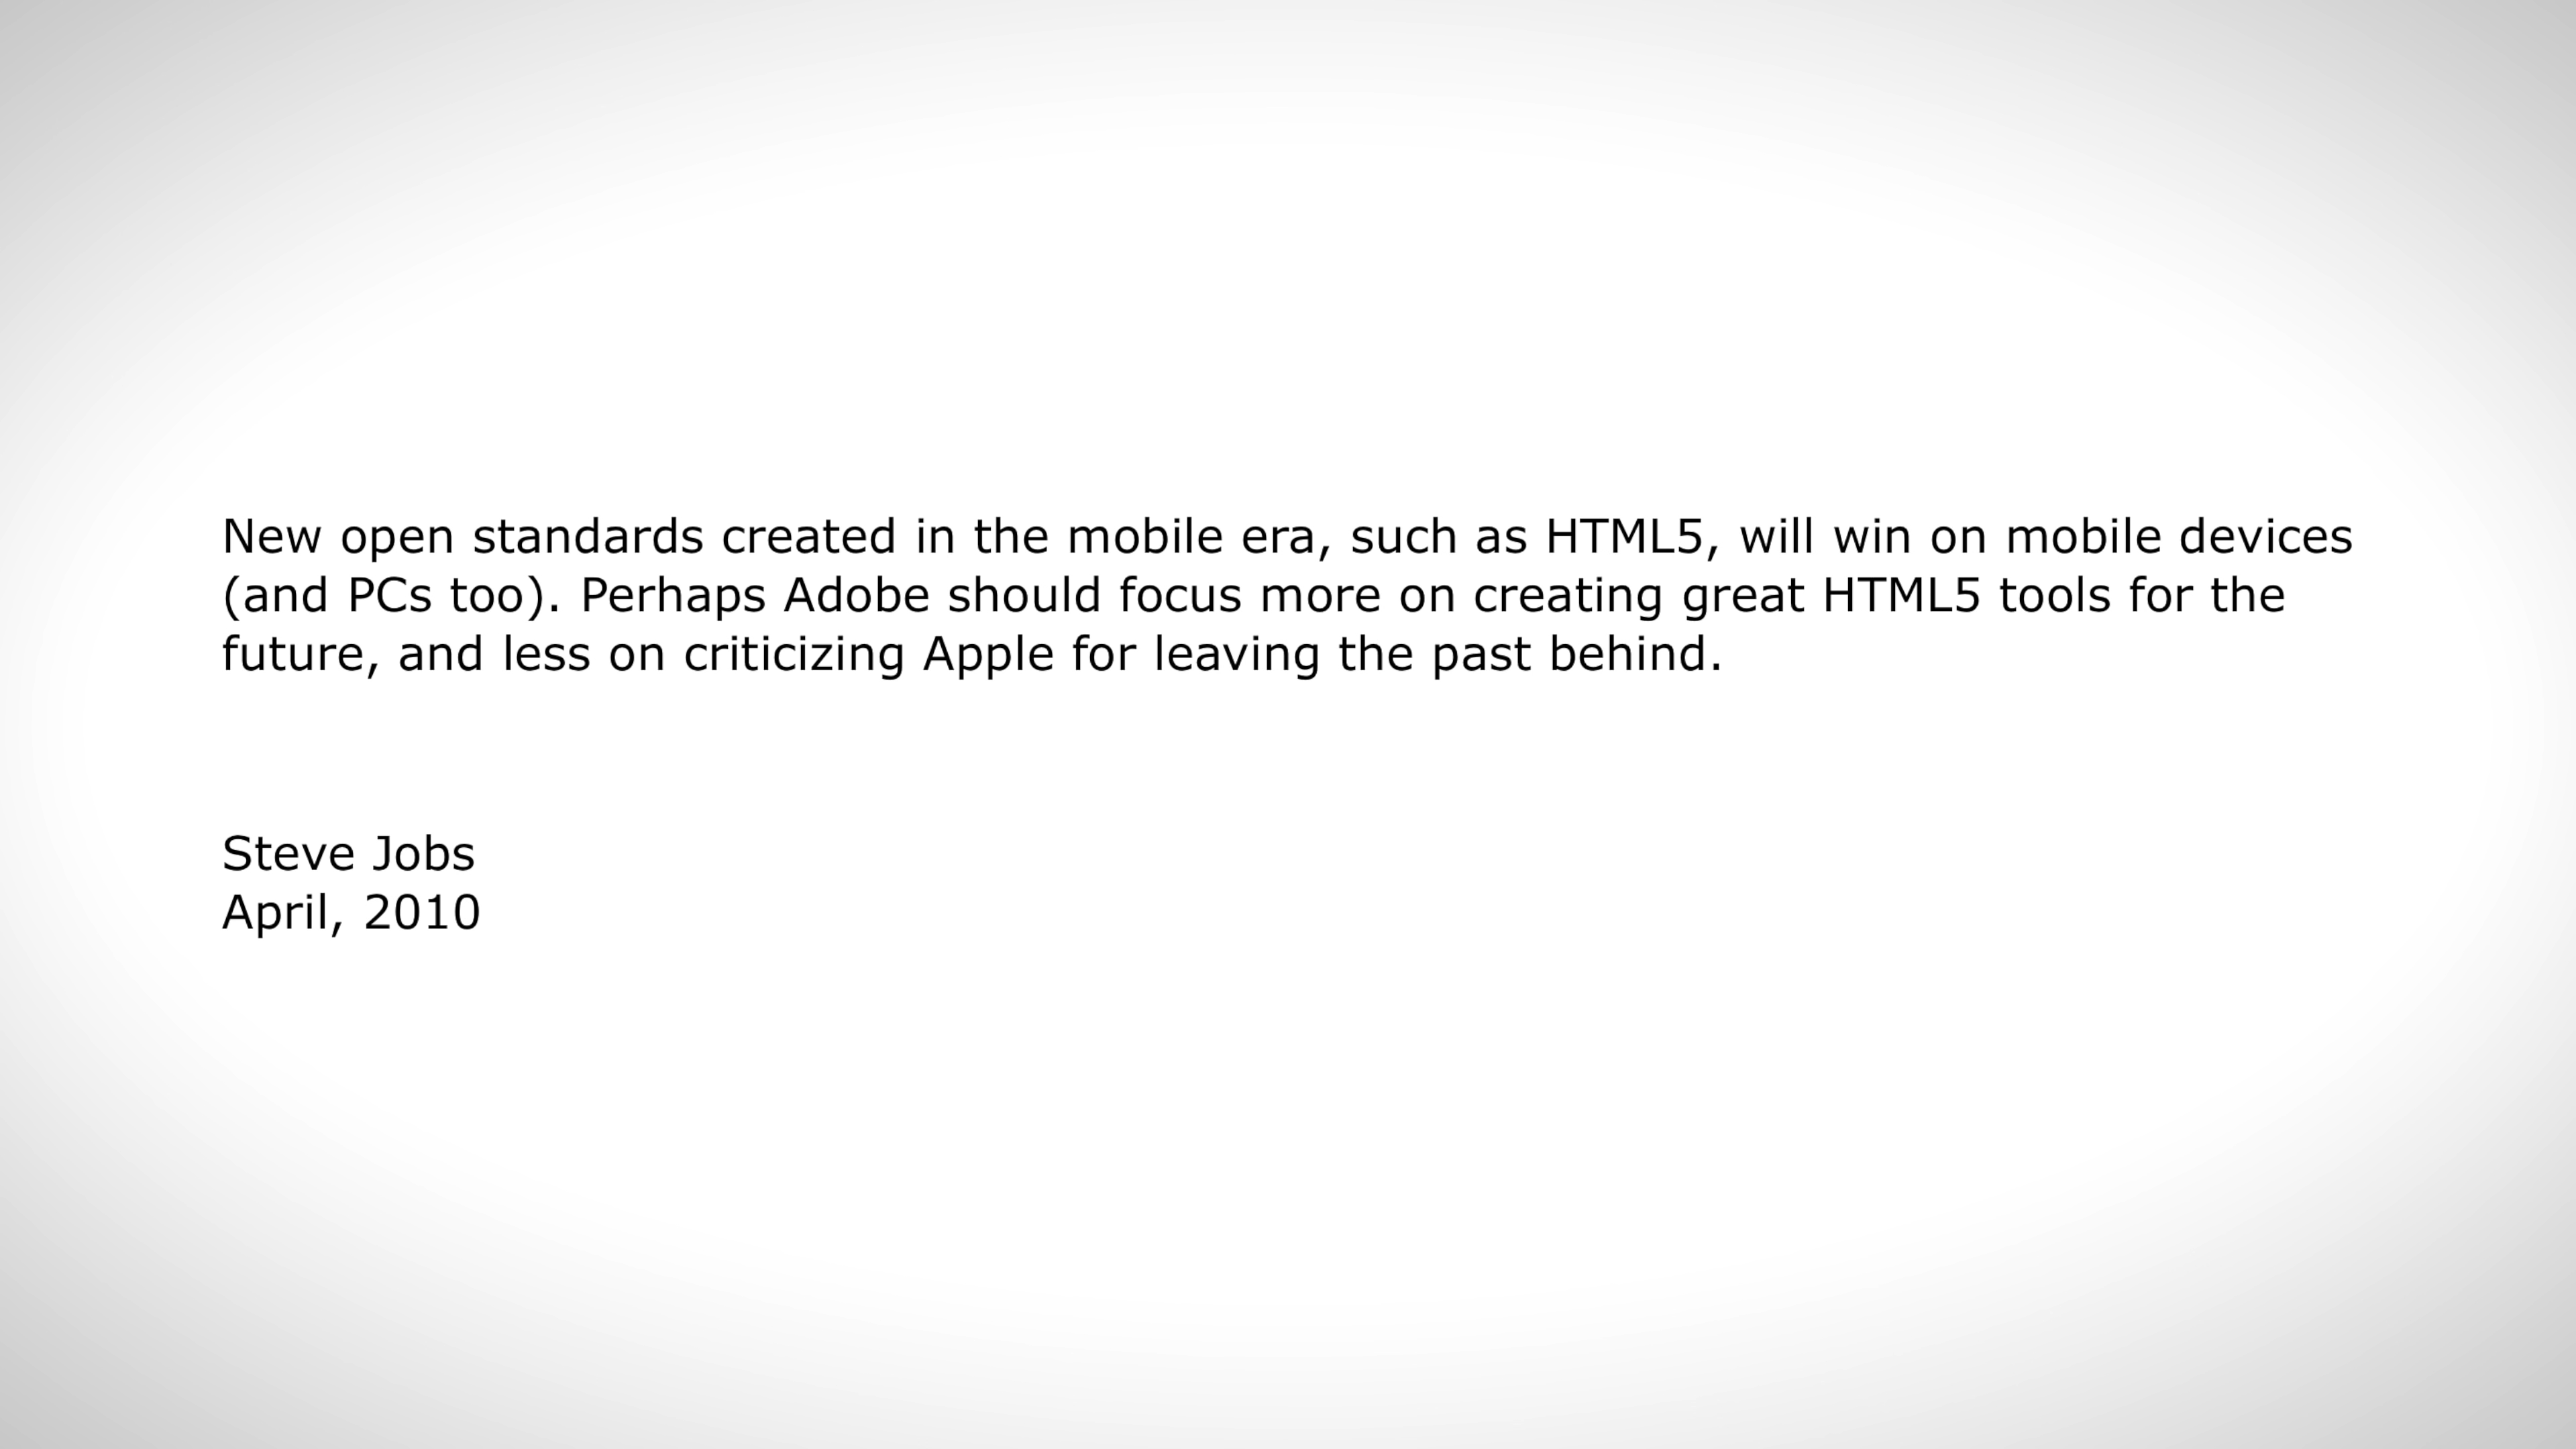 New open standards created in the mobile era, such as HTML5, will win on mobile devices
(and PCs too). Perhaps Adobe should focus more on creating great HTML5 tools for the
future, and less on criticizing Apple for leaving the past behind.
Steve Jobs
April, 2010